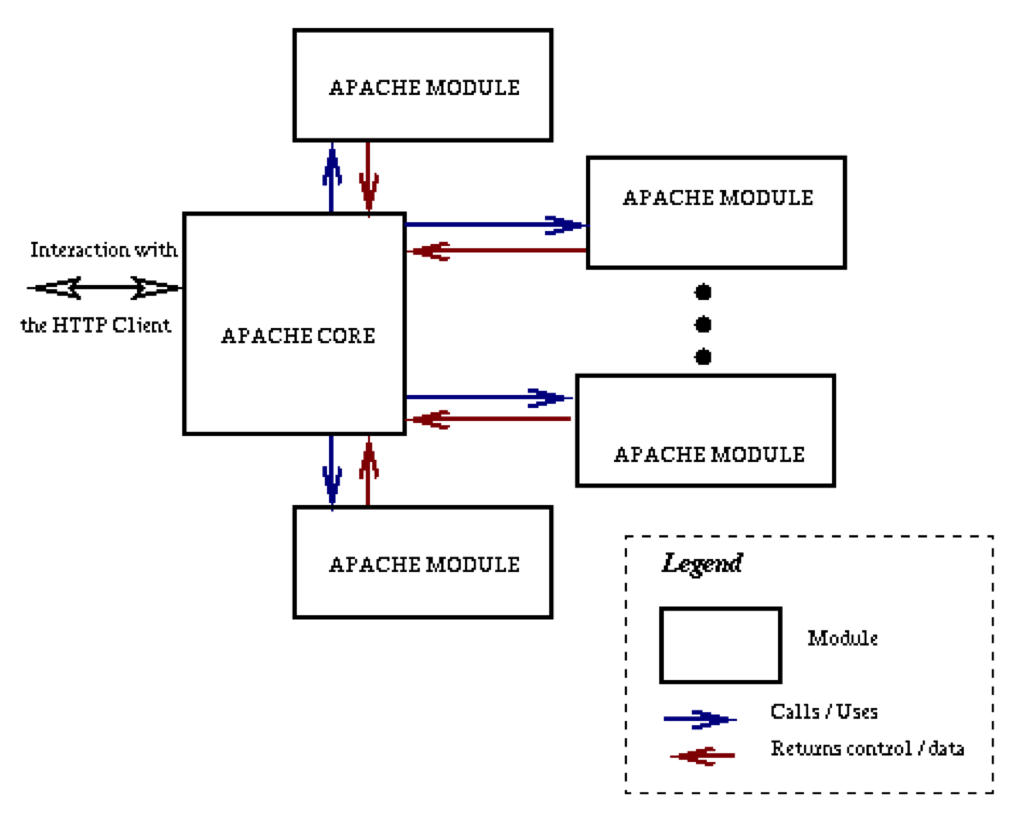 APACHE MODULE
APACHE MODULE
Interaction with
the HTTP Client
APACHE CORE
APACHE MODULE
APACHE MODULE
Legend
Module
Calls / Uses
Returns control / data